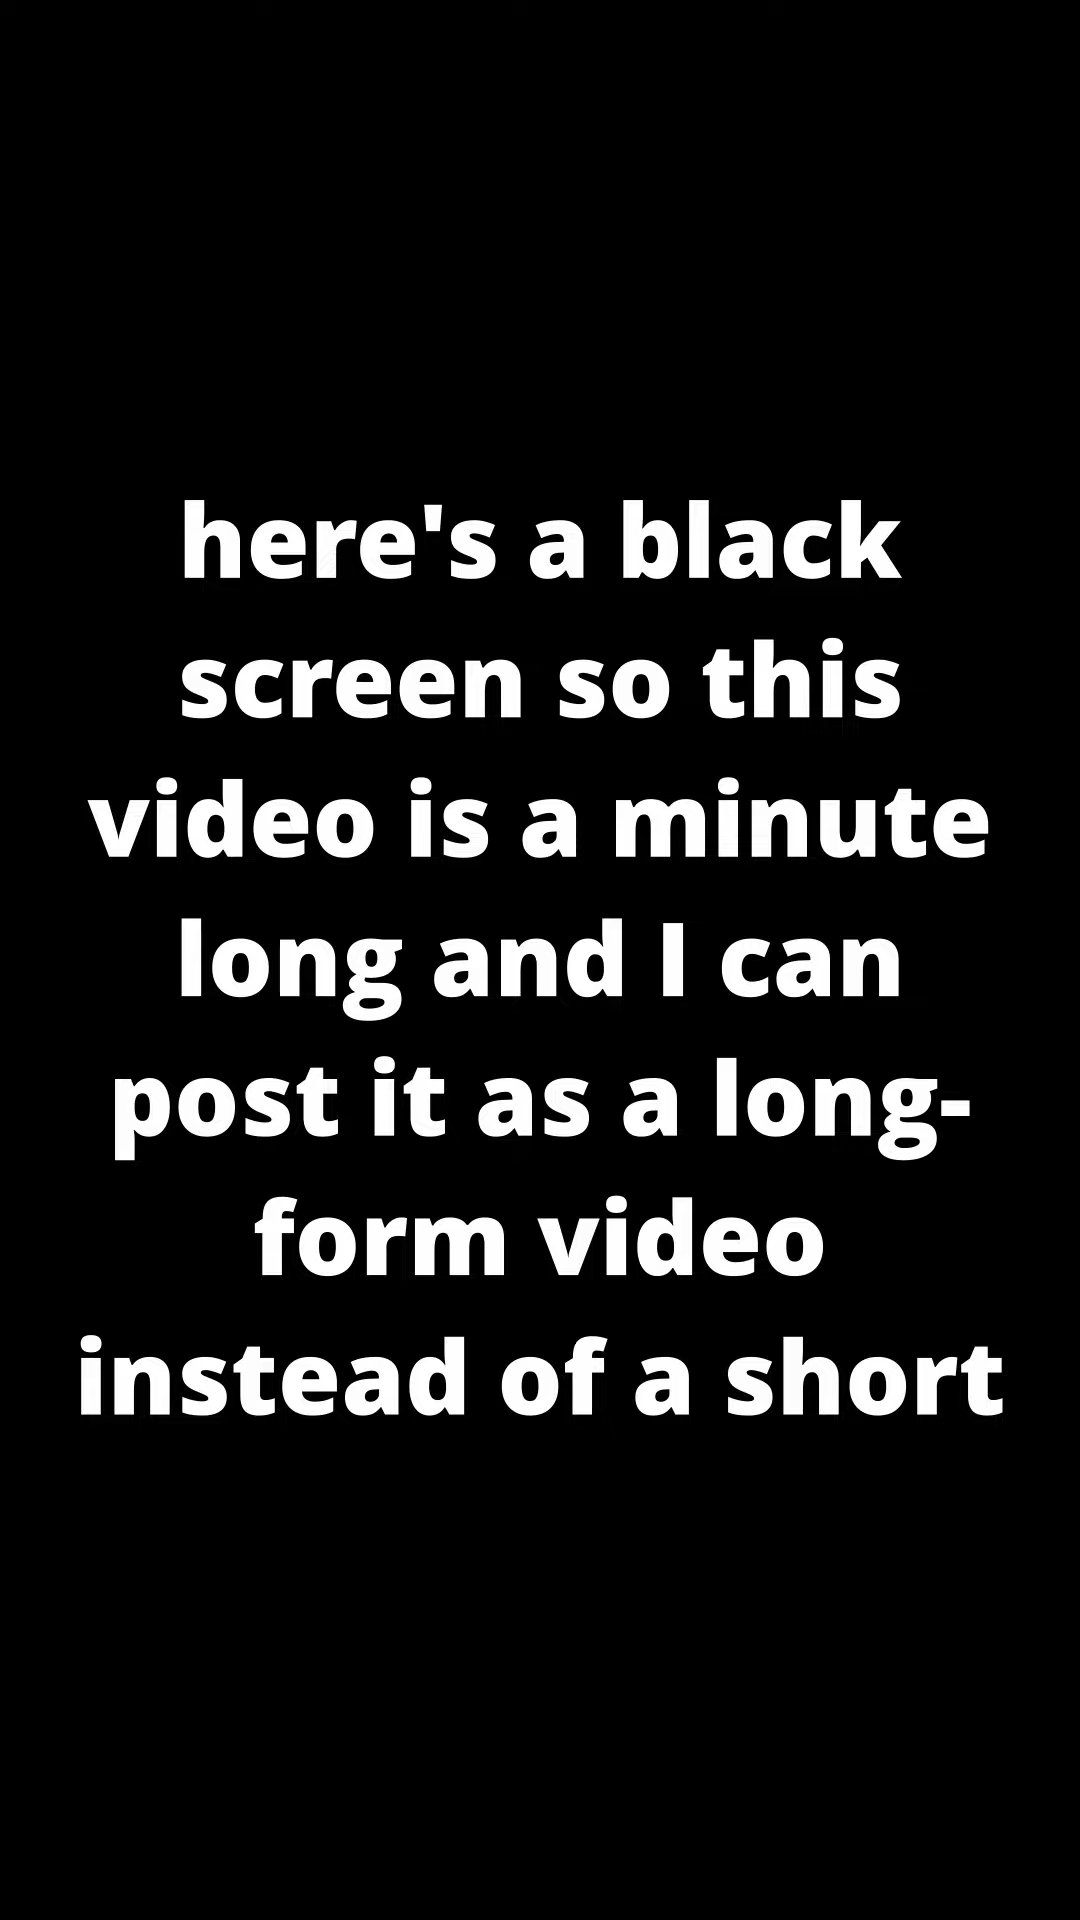 here's a black
screen so this
video is a minute
long and I can
post it as a long-
form video
instead of a short